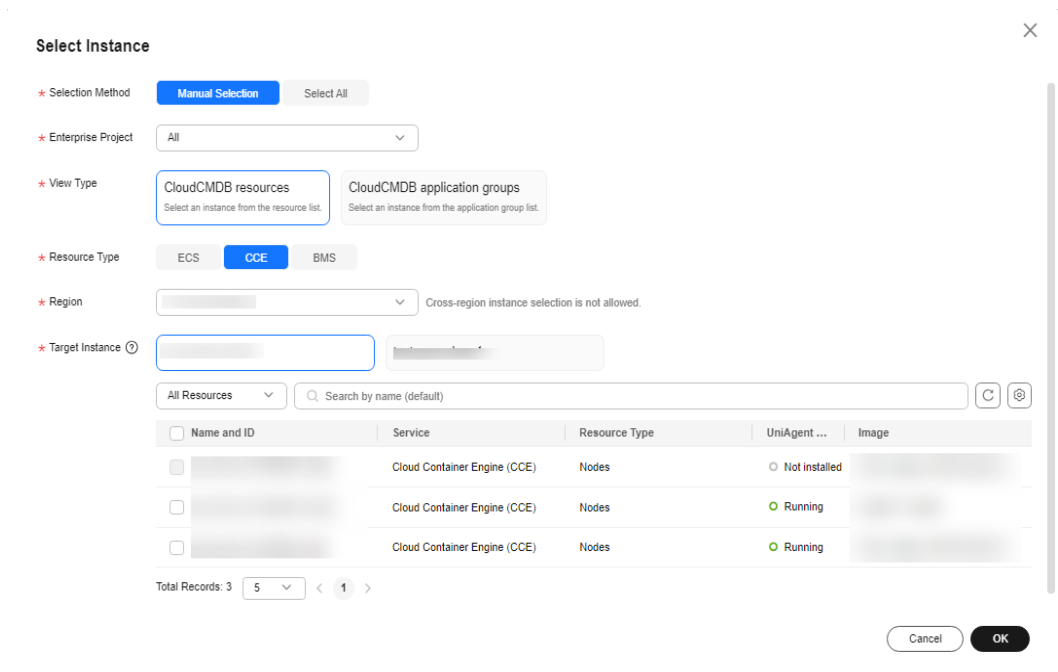 Select Instance
* Selection Method
Manual Selection
Select All
* Enterprise Project
All
* View Type
CloudCMDB resources
Select an instance from the resource list.
CloudCMDB application groups
Select an instance from the application group list.
* Resource Type
ECS
CCE
BMS
* Region
Cross-region instance selection is not allowed.
* Target Instance ?
All Resources
Search by name (default)
Name and ID
Service
Resource Type
UniAgent ...
Image
Cloud Container Engine (CCE)
Nodes
Not installed
Cloud Container Engine (CCE)
Nodes
Running
Cloud Container Engine (CCE)
Nodes
Running
Total Records: 3
5
< 1 >
Cancel
OK